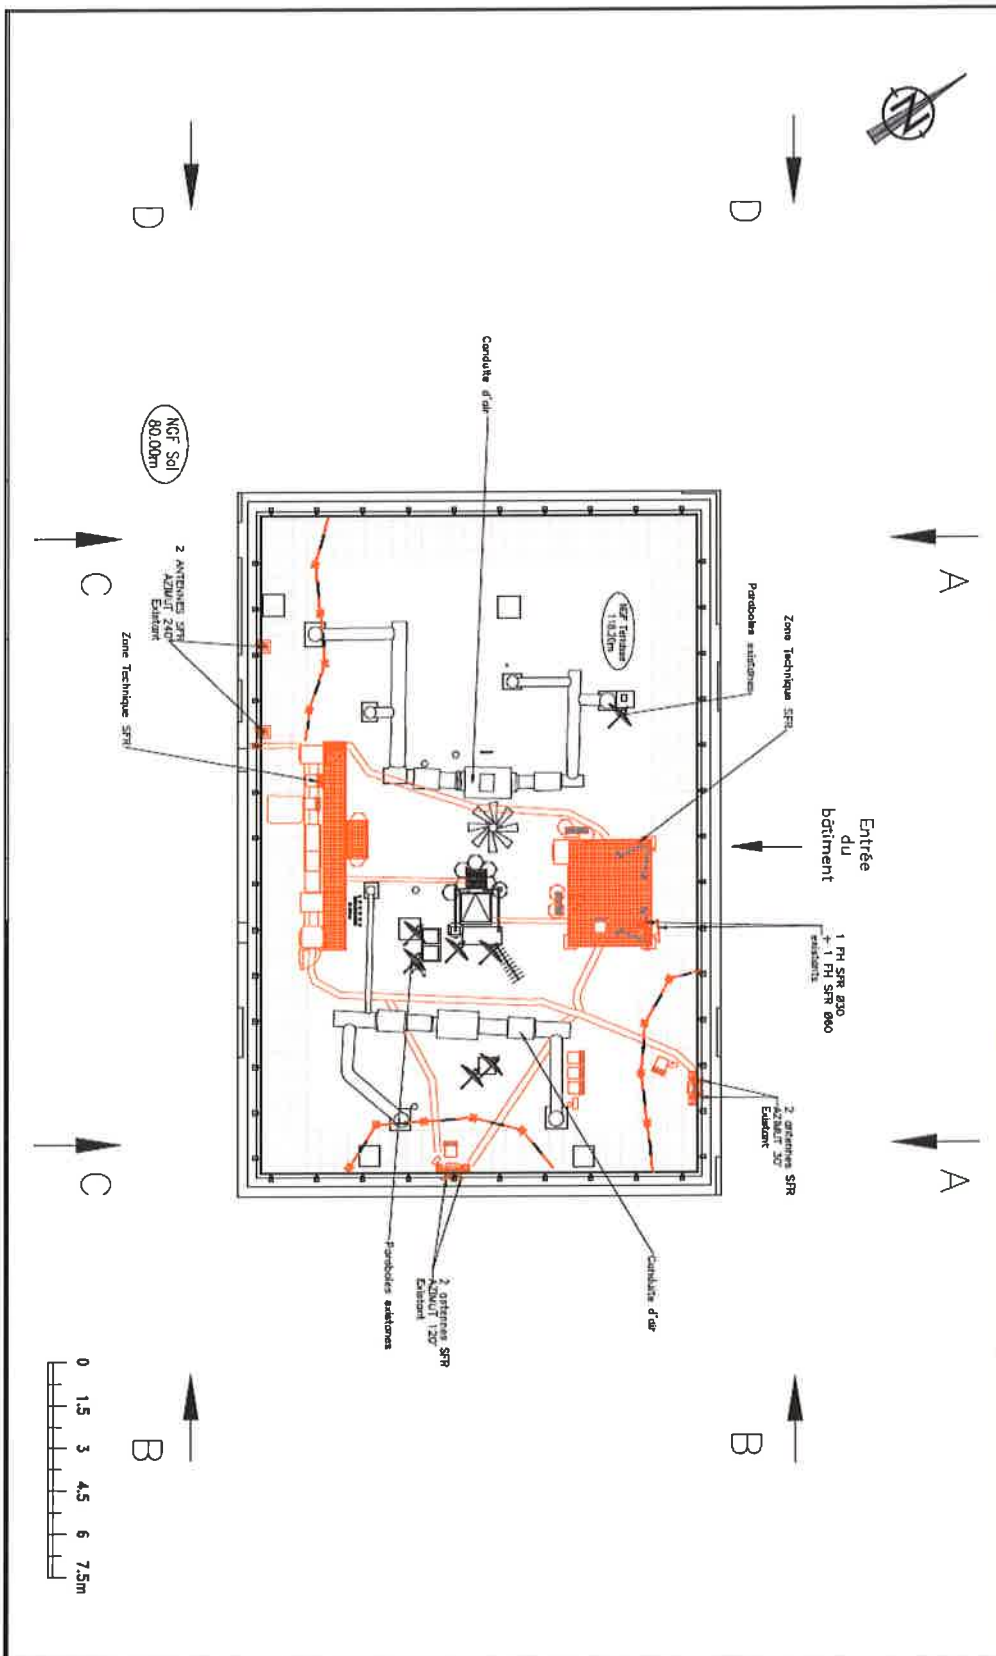 N
D
D
Conduite d'air
NGF Sol
80.00m
C
A
2 ANTENNES SFR
AZIMUT 240°
Existant
Zone Technique SFR
NGF Terrasse
118.20m
Paraboles existantes
Zone Technique SFR
Entrée
du
bâtiment
1 FH SFR Ø30
+ 1 FH SFR Ø60
existants
2 antennes SFR
AZIMUT 30°
Existant
C
A
Conduite d'air
2 antennes SFR
AZIMUT 120°
Existant
Paraboles existantes
B
B
0 1.5 3 4.5 6 7.5m